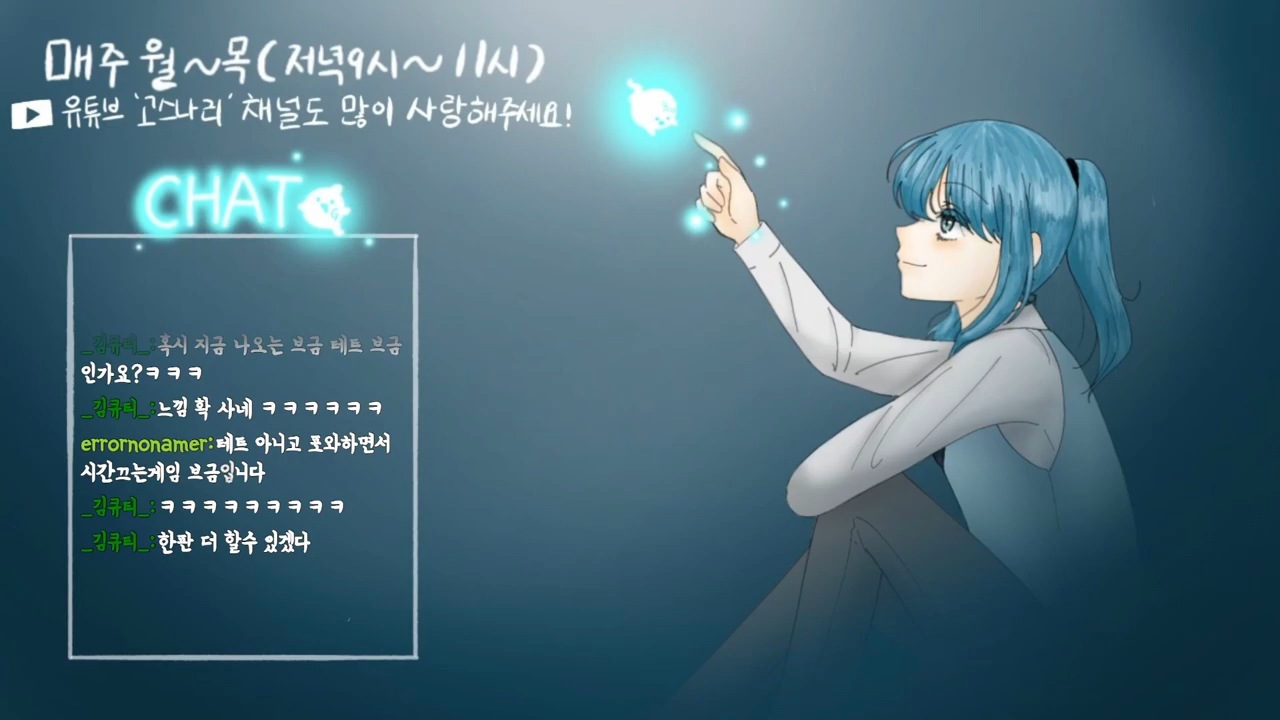 매주 월~목(저녁9시~11시)
유튜브 '고스나리' 채널도 많이 사랑해주세요!
CHAT
_김큐티_:혹시 지금 나오는 브금 테트 브금
인가요?ㅋㅋㅋ
_김큐티_:느낌 확 사네 ㅋㅋㅋㅋㅋㅋ
errornonamer:테트 아니고 포와하면서
시간끄는게임 브금입니다
_김큐티_:ㅋㅋㅋㅋㅋㅋㅋㅋㅋ
_김큐티_:한판 더 할수 있겠다